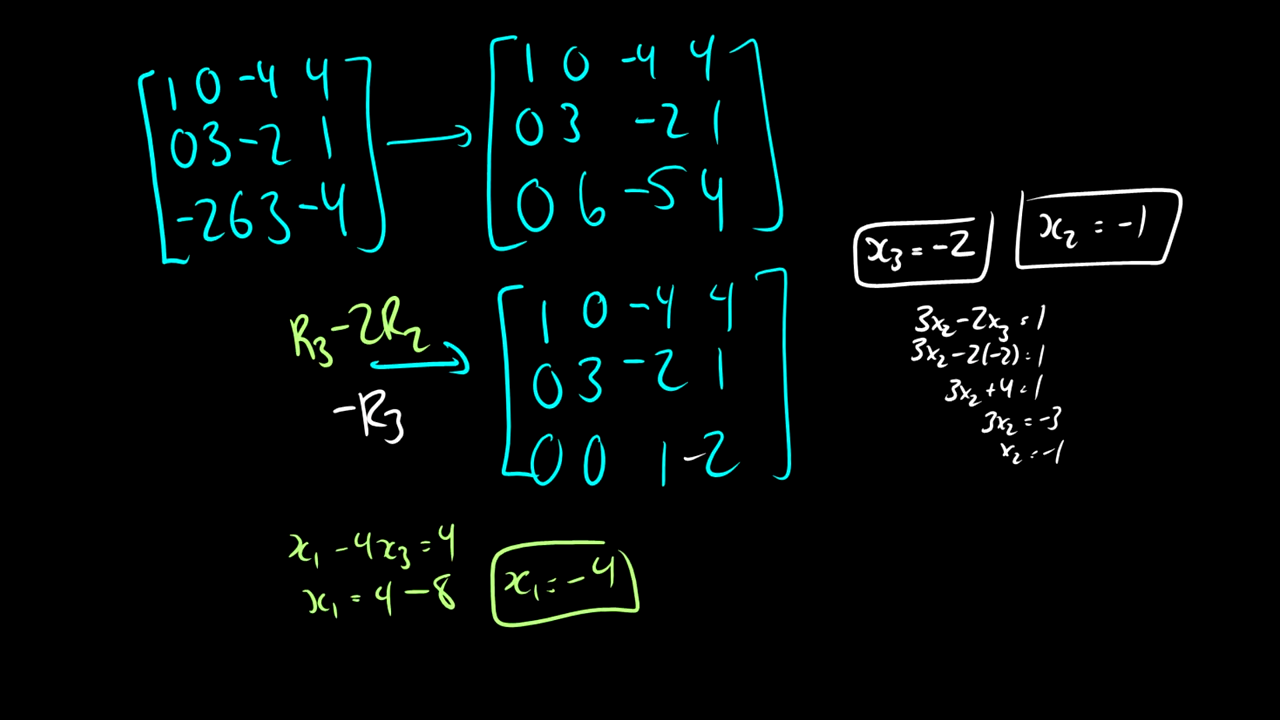 1 0 -4 4
0 3 -2 1
-2 6 3 -4
1 0 -4 4
0 3 -2 1
0 6 -5 4
R₃-2R₂
-R₃
1 0 -4 4
0 3 -2 1
0 0 1 -2
x₃ = -2
x₂ = -1
3x₂-2x₃ = 1
3x₂-2(-2) = 1
3x₂+4 = 1
3x₂ = -3
x₂ = -1
x₁ -4x₃ = 4
x₁ = 4 - 8
x₁ = -4